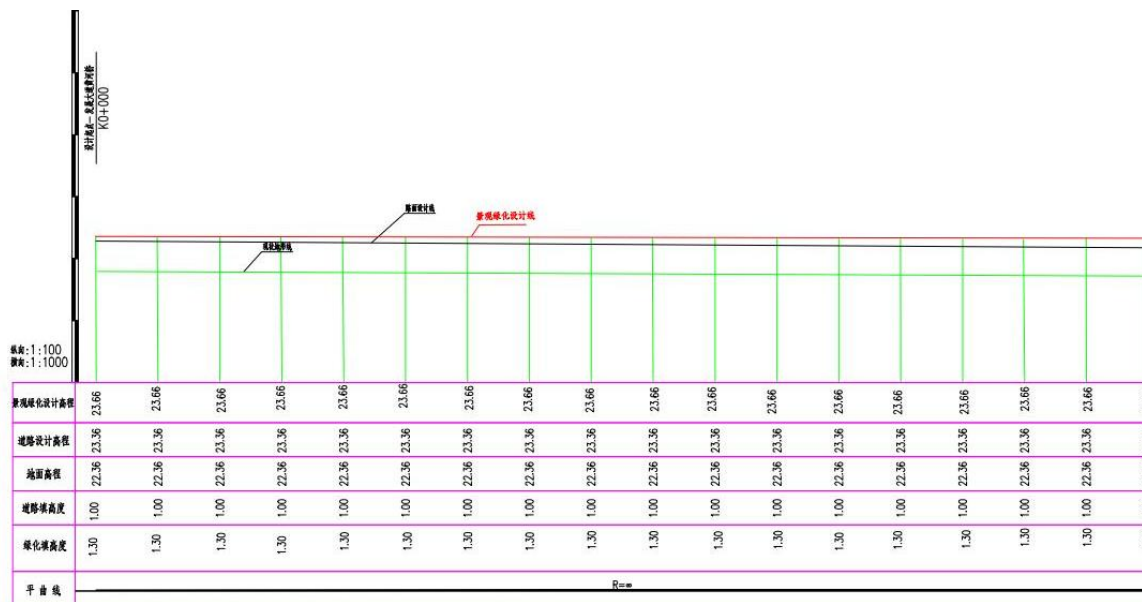 设计起点—发展大道黄河桥
K0+000
路面设计线
景观绿化设计线
纵向:1:100
横向:1:1000
景观绿化设计高程 23.66 23.66 23.66 23.66 23.66 23.66 23.66 23.66 23.66 23.66 23.66 23.66 23.66 23.66 23.66 23.66 23.66
道路设计高程 23.36 23.36 23.36 23.36 23.36 23.36 23.36 23.36 23.36 23.36 23.36 23.36 23.36 23.36 23.36 23.36 23.36
地面高程 22.36 22.36 22.36 22.36 22.36 22.36 22.36 22.36 22.36 22.36 22.36 22.36 22.36 22.36 22.36 22.36 22.36
道路填高度 1.00 1.00 1.00 1.00 1.00 1.00 1.00 1.00 1.00 1.00 1.00 1.00 1.00 1.00 1.00 1.00 1.00
绿化填高度 1.30 1.30 1.30 1.30 1.30 1.30 1.30 1.30 1.30 1.30 1.30 1.30 1.30 1.30 1.30 1.30 1.30
平曲线 R=∞